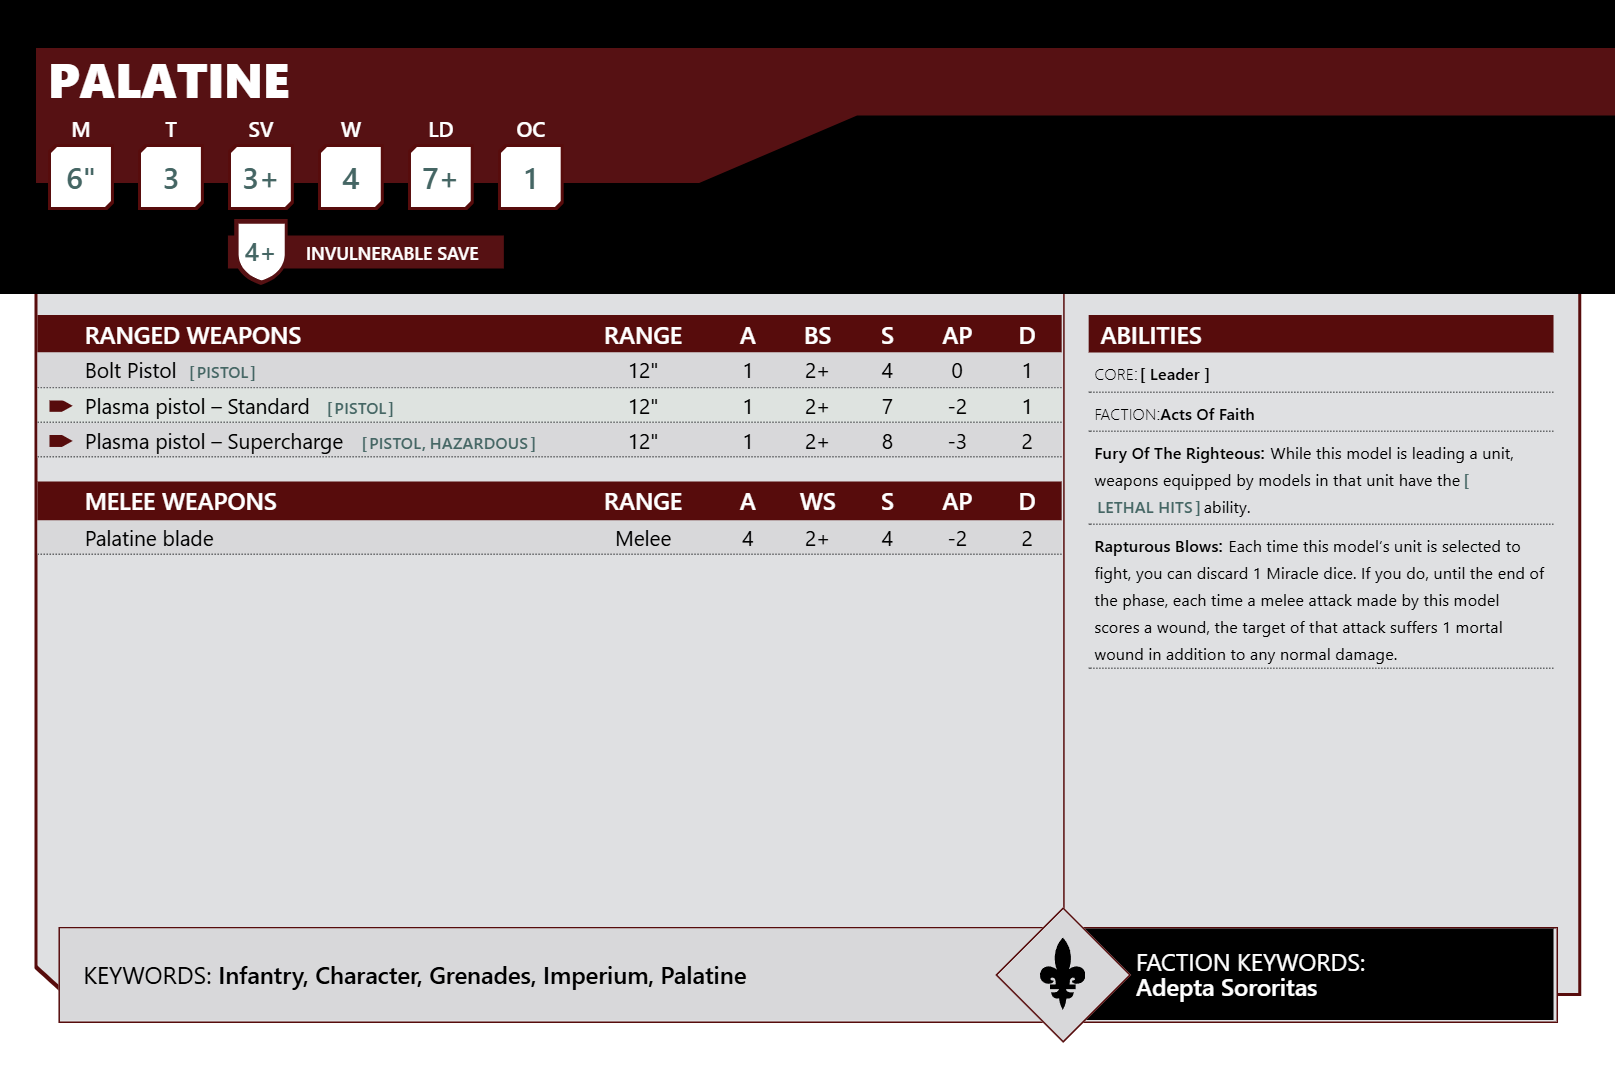 PALATINE
M T SV W LD OC
6" 3 3+ 4 7+ 1
4+ INVULNERABLE SAVE
RANGED WEAPONS RANGE A BS S AP D
Bolt Pistol [PISTOL] 12" 1 2+ 4 0 1
Plasma pistol – Standard [PISTOL] 12" 1 2+ 7 -2 1
Plasma pistol – Supercharge [PISTOL, HAZARDOUS] 12" 1 2+ 8 -3 2
MELEE WEAPONS RANGE A WS S AP D
Palatine blade Melee 4 2+ 4 -2 2
ABILITIES
CORE:[ Leader ]
FACTION:Acts Of Faith
Fury Of The Righteous: While this model is leading a unit,
weapons equipped by models in that unit have the [
LETHAL HITS] ability.
Rapturous Blows: Each time this model’s unit is selected to
fight, you can discard 1 Miracle dice. If you do, until the end of
the phase, each time a melee attack made by this model
scores a wound, the target of that attack suffers 1 mortal
wound in addition to any normal damage.
KEYWORDS: Infantry, Character, Grenades, Imperium, Palatine
FACTION KEYWORDS:
Adepta Sororitas